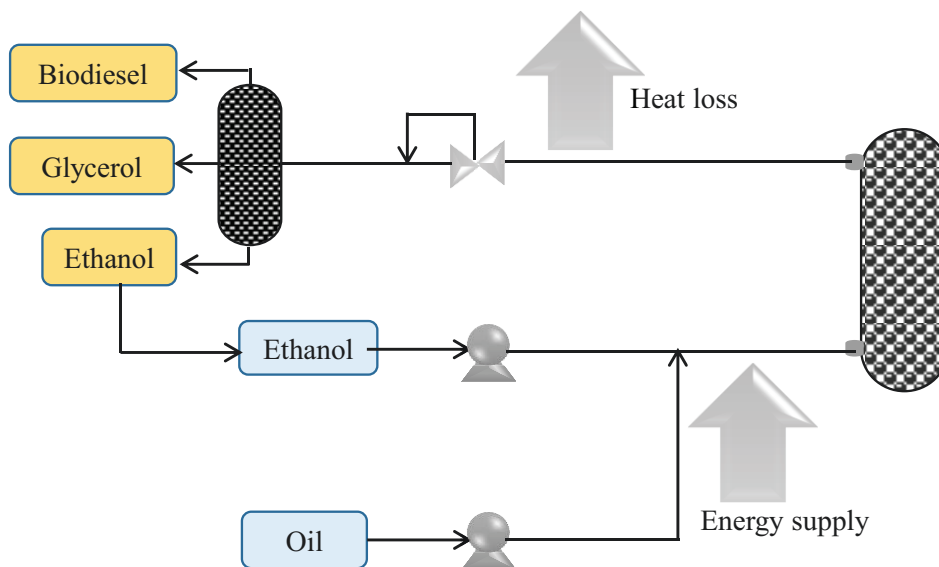 Biodiesel
Heat loss
Glycerol
Ethanol
Ethanol
Energy supply
Oil